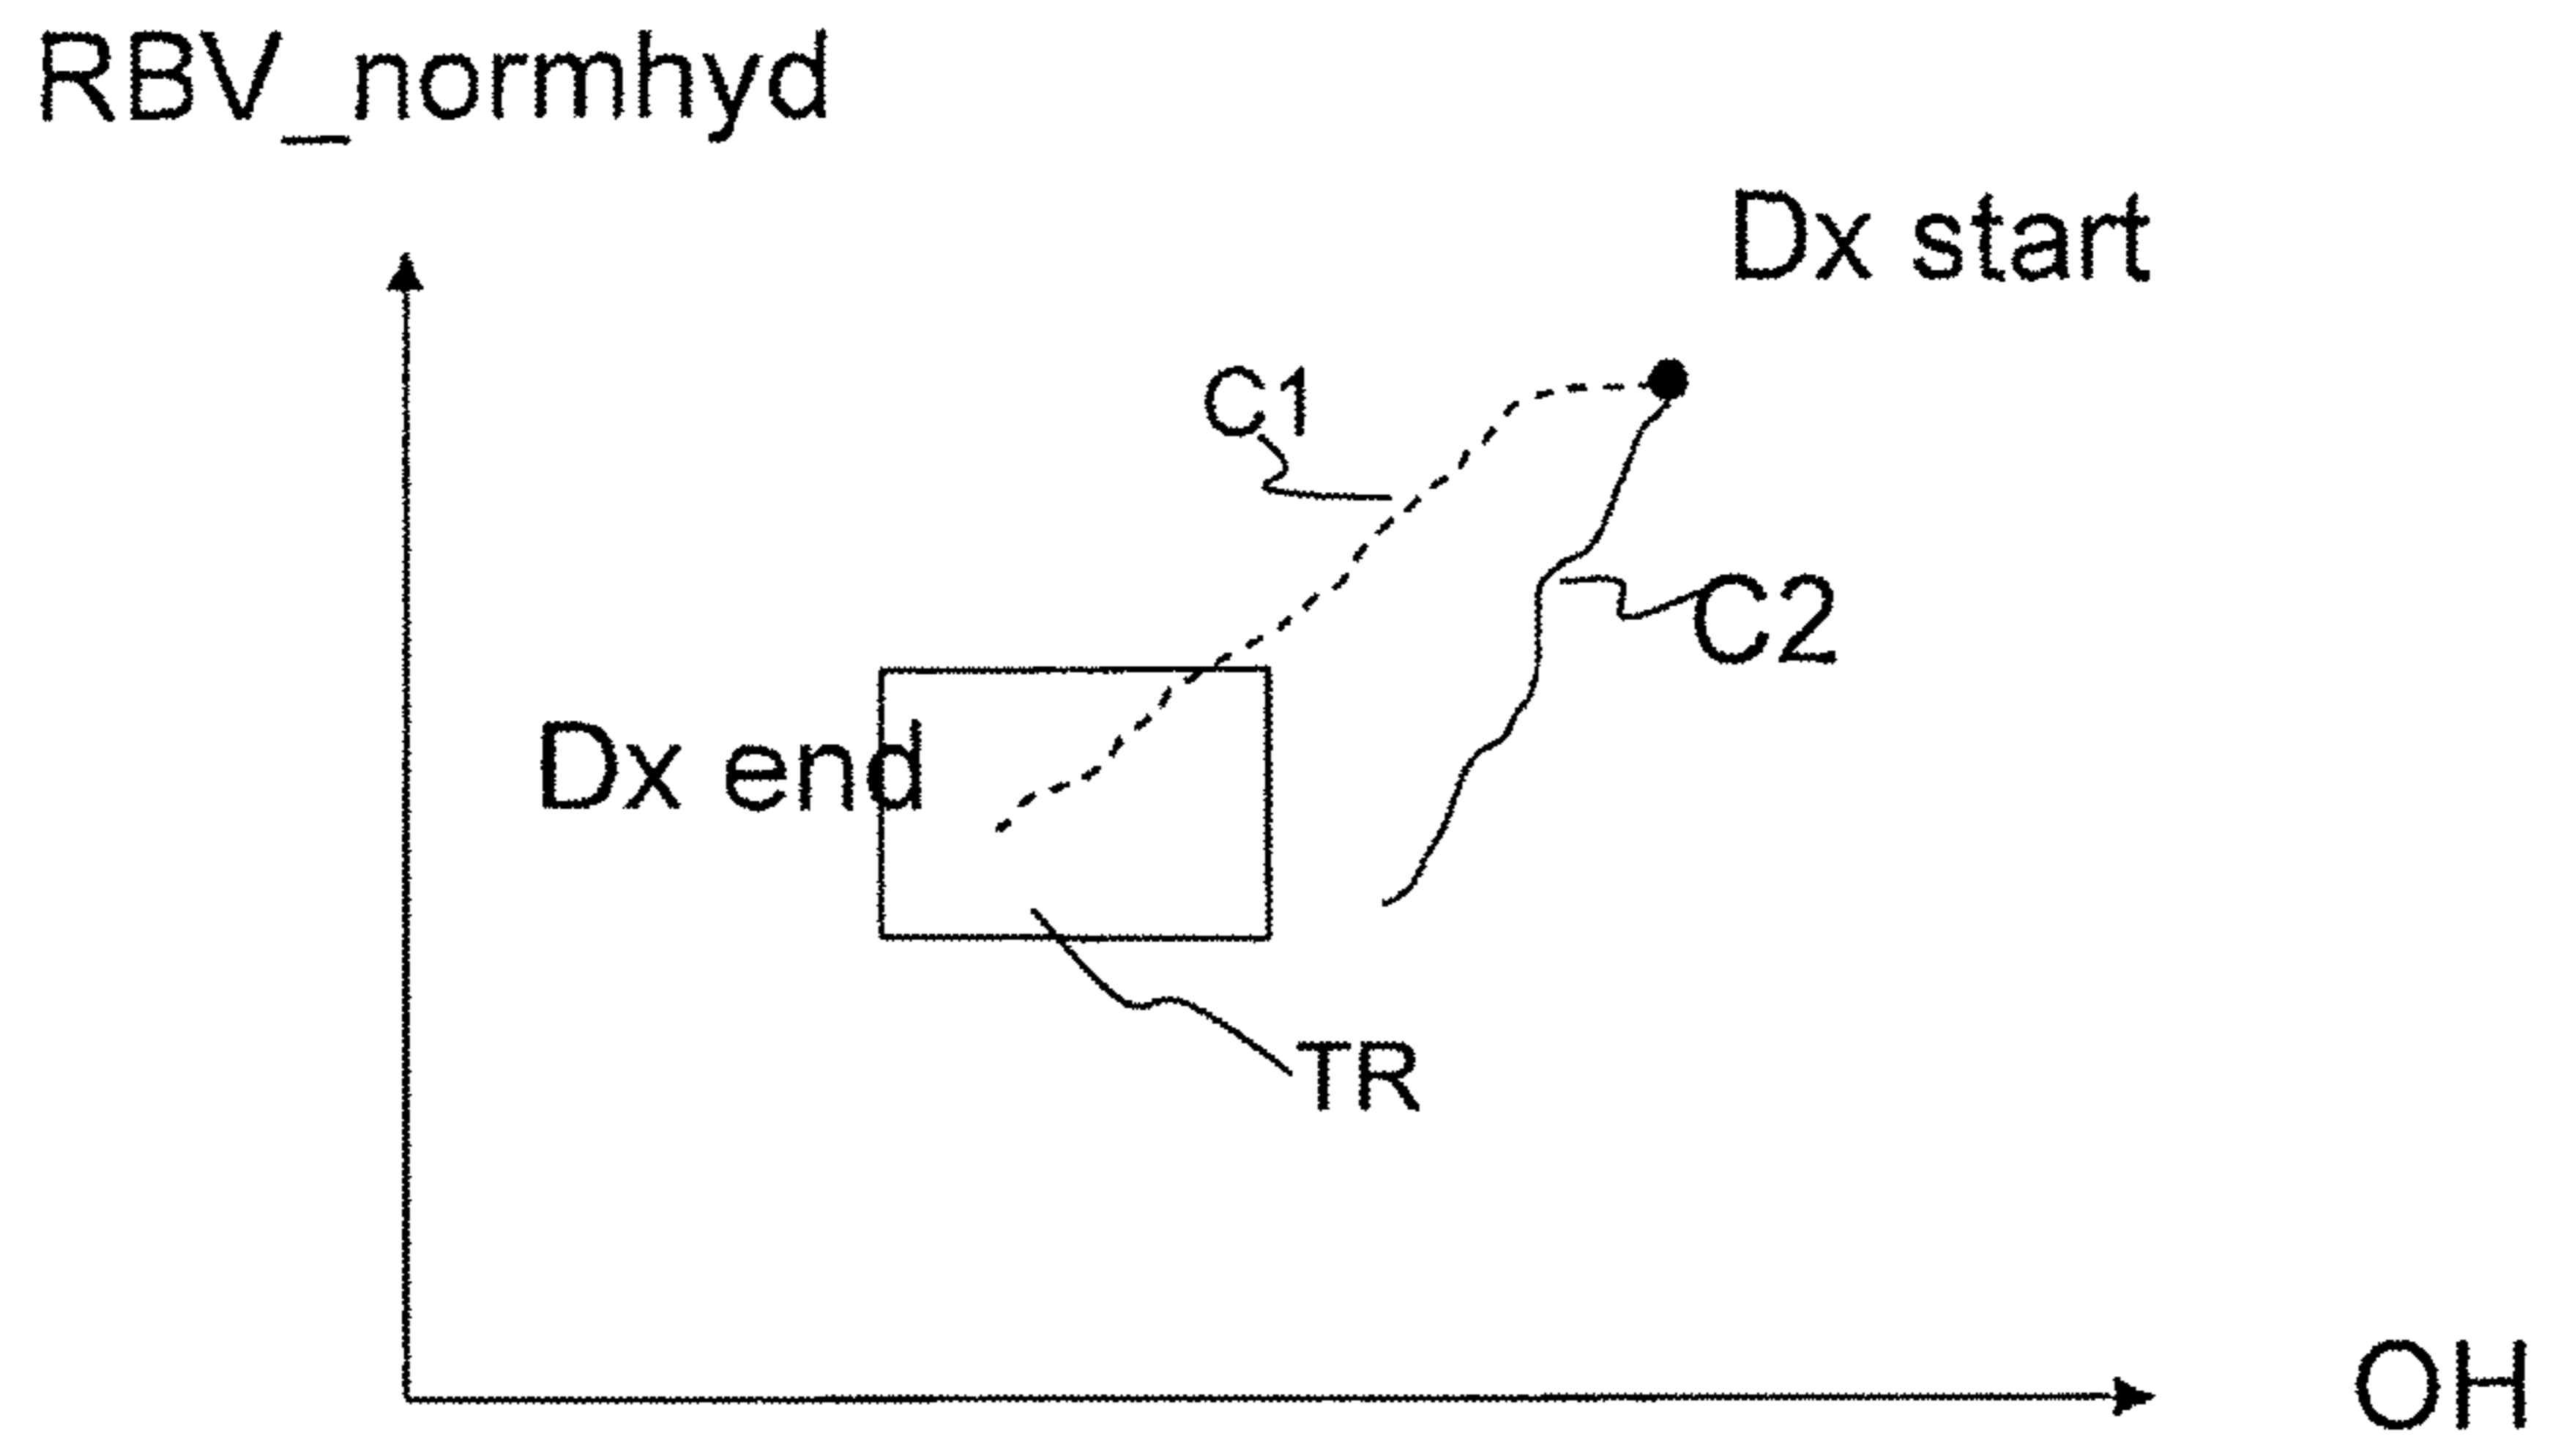 RBV_normhyd
Dx start
C1
C2
Dx end
TR
OH